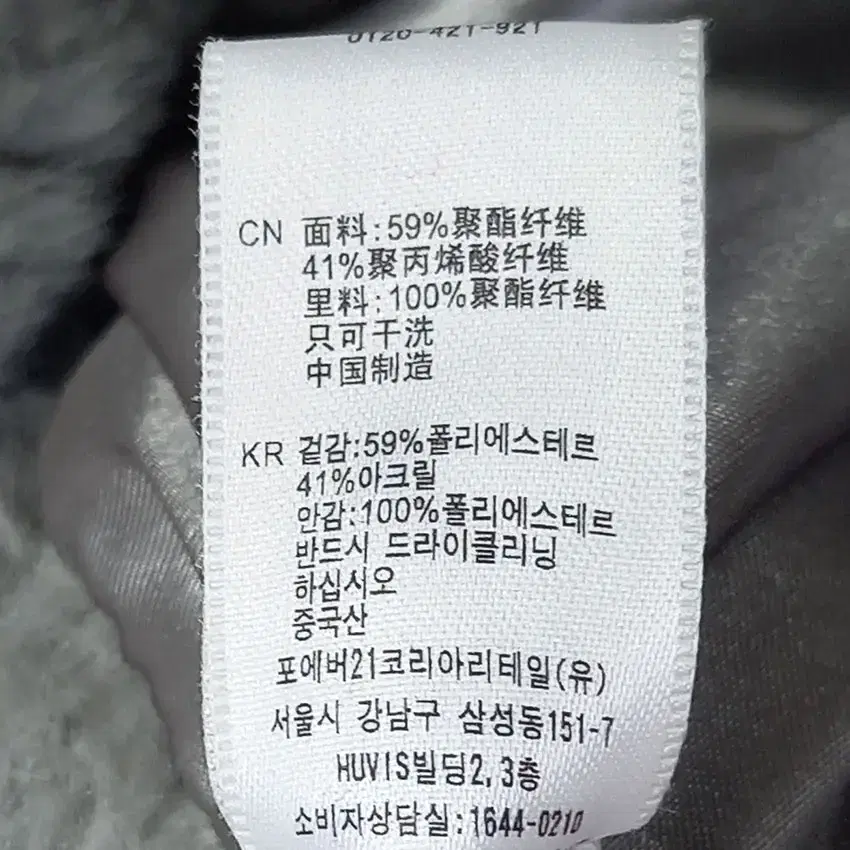 0120-421-921
CN 面料:59%聚酯纤维
41%聚丙烯酸纤维
里料:100%聚酯纤维
只可干洗
中国制造
KR 겉감:59%폴리에스테르
41%아크릴
안감:100%폴리에스테르
반드시 드라이클리닝
하십시오
중국산
포에버21코리아리테일(유)
서울시 강남구 삼성동151-7
HUVIS빌딩2,3층
소비자상담실:1644-0210